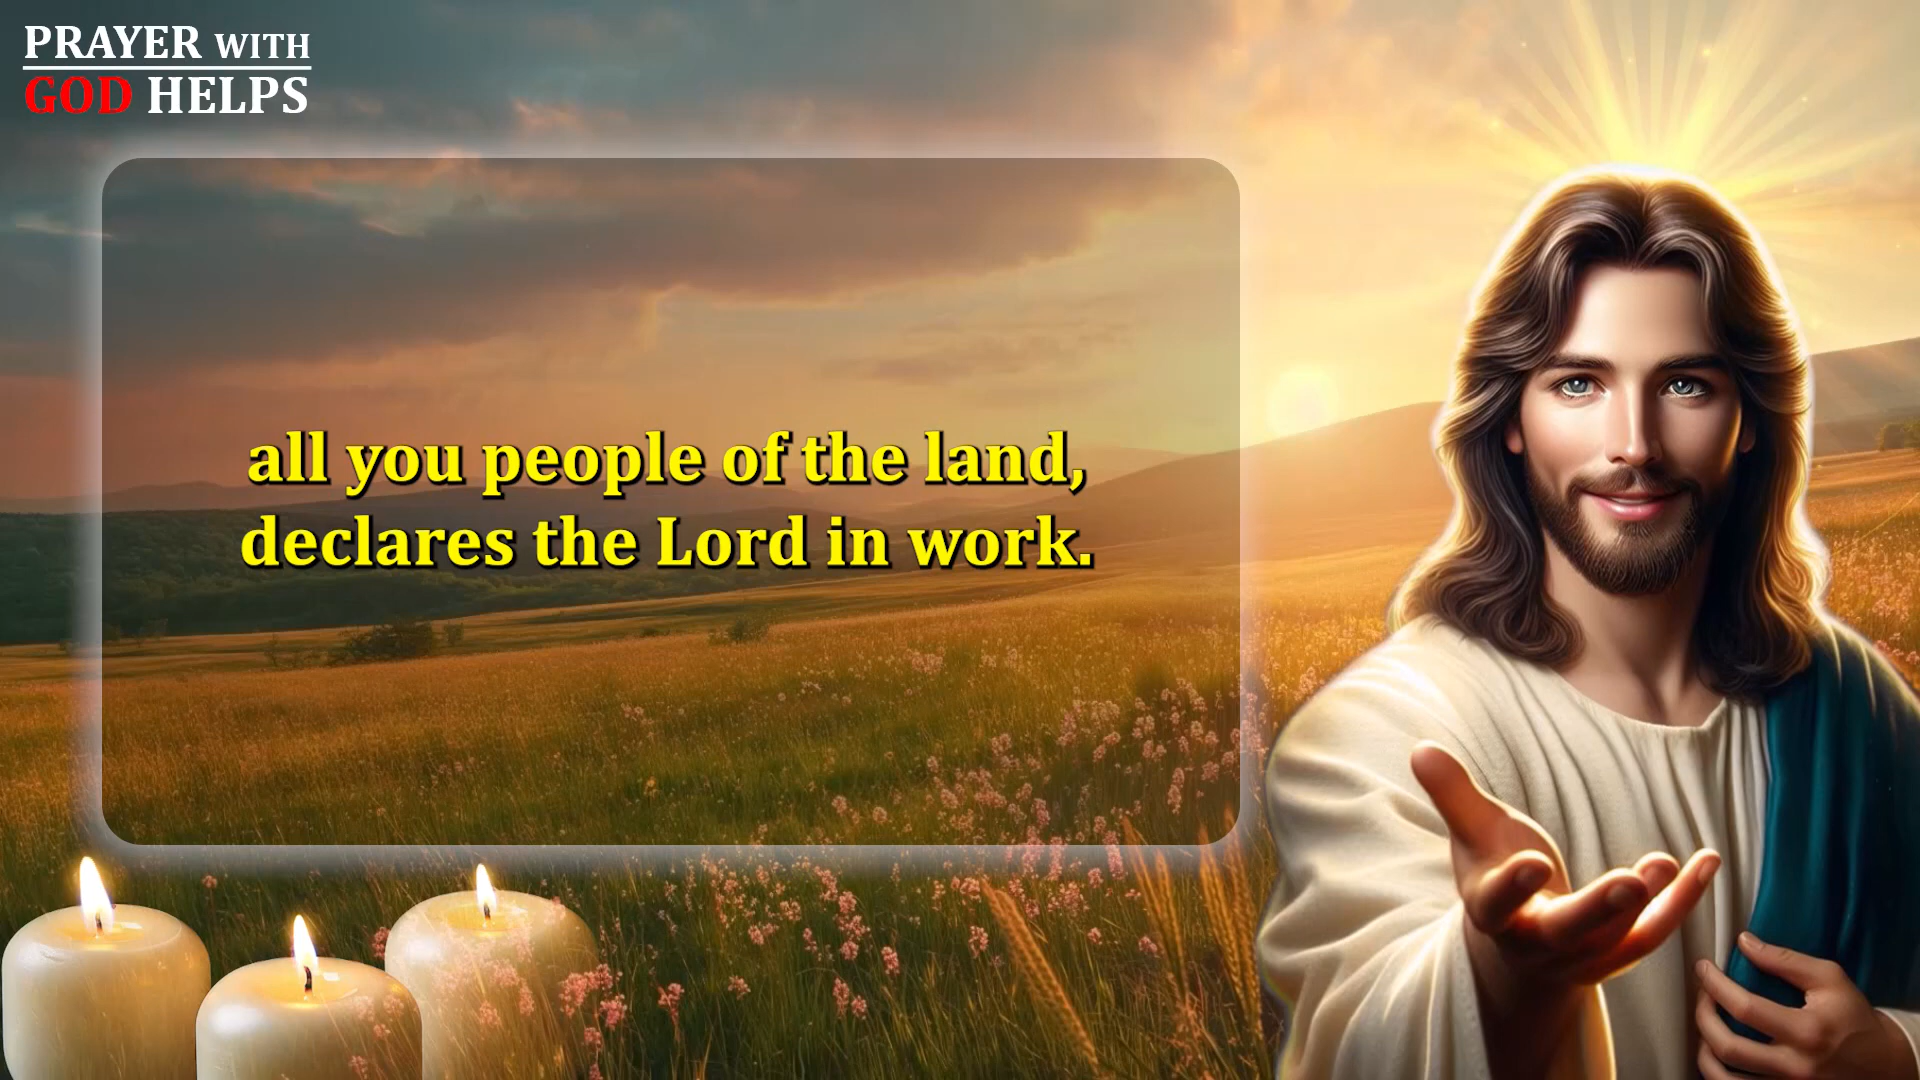 PRAYER WITH
GOD HELPS
all you people of the land,
declares the Lord in work.